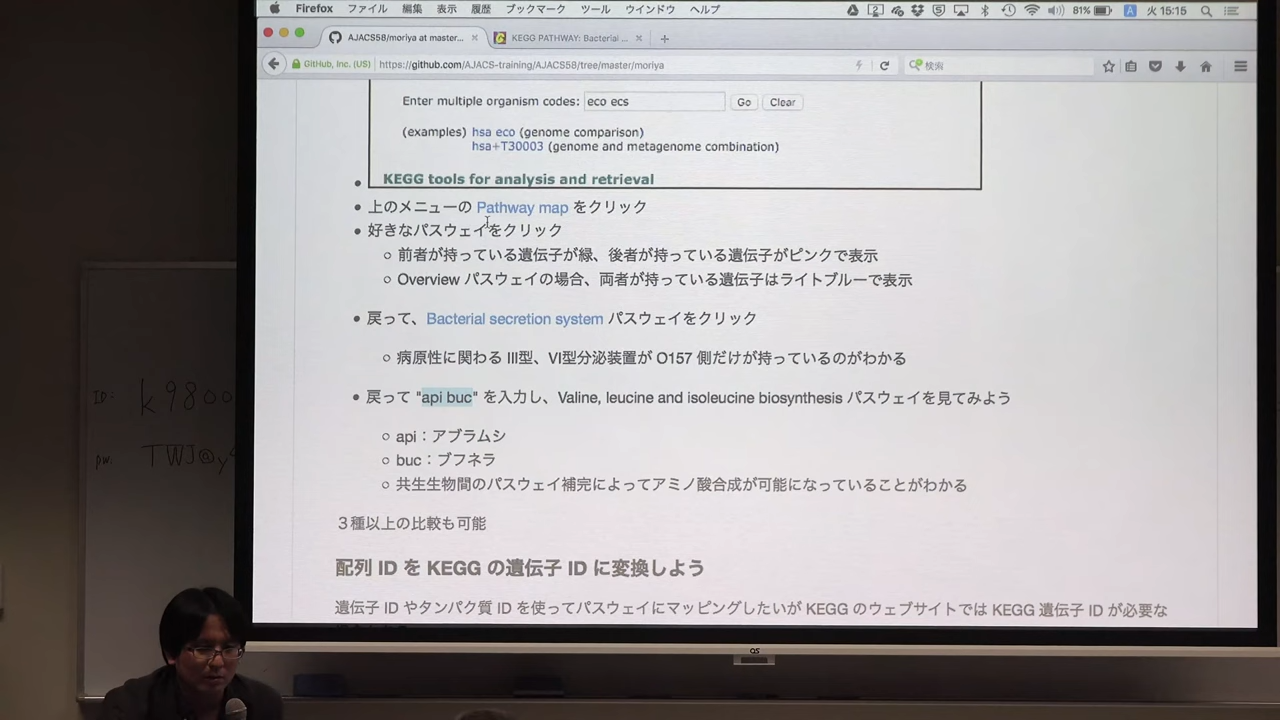 Firefox ファイル 編集 表示 履歴 ブックマーク ツール ウインドウ ヘルプ 81% A 火 15:15
AJACS58/moriya at master... × KEGG PATHWAY: Bacterial ... × +
GitHub, Inc. (US) https://github.com/AJACS-training/AJACS58/tree/master/moriya 検索
Enter multiple organism codes: eco ecs Go Clear
(examples) hsa eco (genome comparison)
hsa+T30003 (genome and metagenome combination)
KEGG tools for analysis and retrieval
上のメニューの Pathway map をクリック
好きなパスウェイをクリック
前者が持っている遺伝子が緑、後者が持っている遺伝子がピンクで表示
Overview パスウェイの場合、両者が持っている遺伝子はライトブルーで表示
戻って、Bacterial secretion system パスウェイをクリック
病原性に関わる III型、VI型分泌装置が O157 側だけが持っているのがわかる
戻って "api buc" を入力し、Valine, leucine and isoleucine biosynthesis パスウェイを見てみよう
api：アブラムシ
buc：ブフネラ
共生生物間のパスウェイ補完によってアミノ酸合成が可能になっていることがわかる
３種以上の比較も可能
配列 ID を KEGG の遺伝子 ID に変換しよう
遺伝子 ID やタンパク質 ID を使ってパスウェイにマッピングしたいが KEGG のウェブサイトでは KEGG 遺伝子 ID が必要な
ID: k9800
pw: TWJ@y
QS